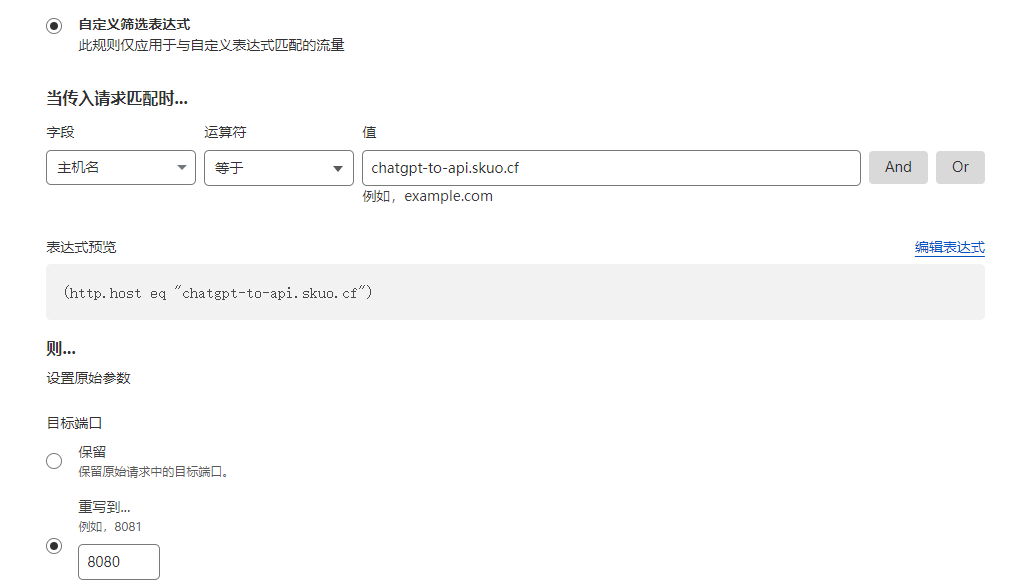 自定义筛选表达式
此规则仅应用于与自定义表达式匹配的流量
当传入请求匹配时...
字段 运算符 值
主机名 等于 chatgpt-to-api.skuo.cf And Or
例如，example.com
表达式预览 编辑表达式
(http.host eq "chatgpt-to-api.skuo.cf")
则...
设置原始参数
目标端口
保留
保留原始请求中的目标端口。
重写到...
例如，8081
8080